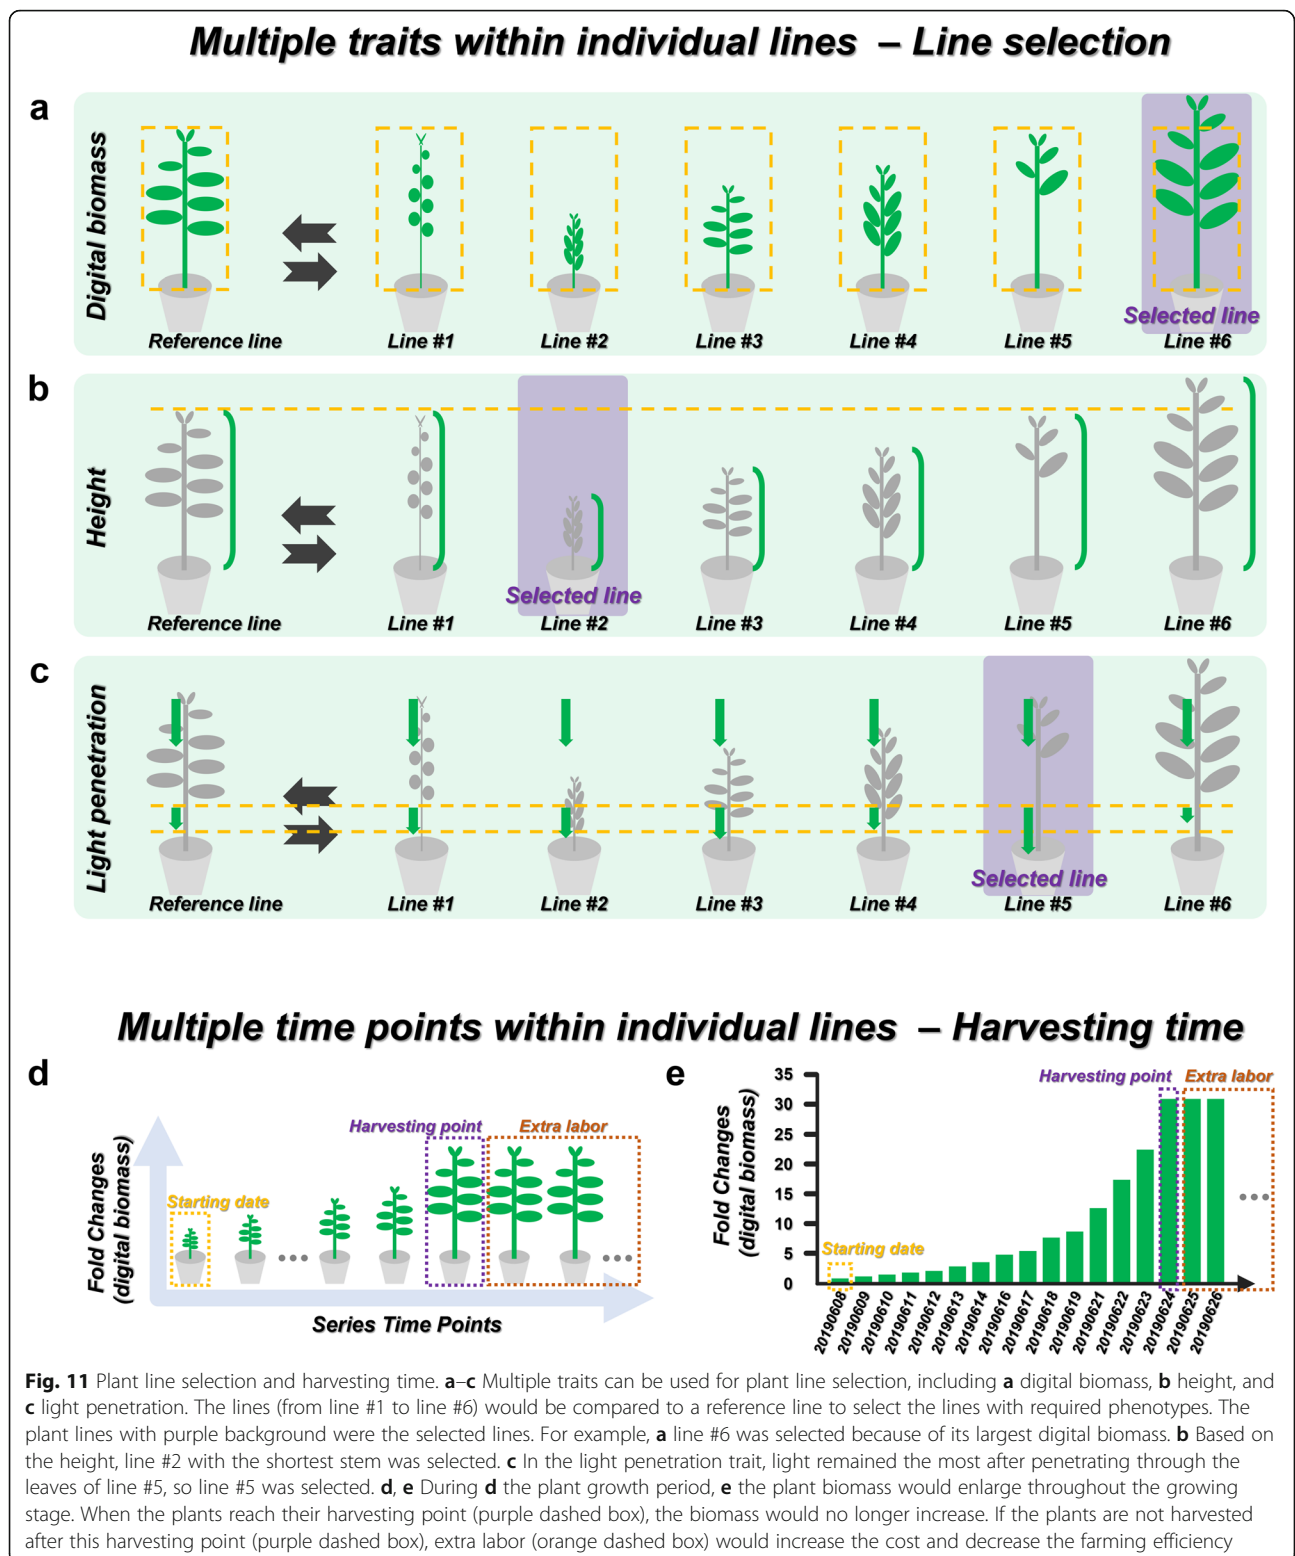 Multiple traits within individual lines – Line selection
a
Digital biomass
Selected line
Reference line
Line #1
Line #2
Line #3
Line #4
Line #5
Line #6
b
Height
Selected line
Reference line
Line #1
Line #2
Line #3
Line #4
Line #5
Line #6
c
Light penetration
Selected line
Reference line
Line #1
Line #2
Line #3
Line #4
Line #5
Line #6
Multiple time points within individual lines – Harvesting time
d
Fold Changes
(digital biomass)
Starting date
Harvesting point
Extra labor
Series Time Points
e
Fold Changes
(digital biomass)
35
30
25
20
15
10
5
0
Starting date
Harvesting point
Extra labor
20190608
20190609
20190610
20190611
20190612
20190613
20190614
20190616
20190617
20190618
20190619
20190621
20190622
20190623
20190624
20190625
20190626
Fig. 11 Plant line selection and harvesting time. a–c Multiple traits can be used for plant line selection, including a digital biomass, b height, and
c light penetration. The lines (from line #1 to line #6) would be compared to a reference line to select the lines with required phenotypes. The
plant lines with purple background were the selected lines. For example, a line #6 was selected because of its largest digital biomass. b Based on
the height, line #2 with the shortest stem was selected. c In the light penetration trait, light remained the most after penetrating through the
leaves of line #5, so line #5 was selected. d, e During d the plant growth period, e the plant biomass would enlarge throughout the growing
stage. When the plants reach their harvesting point (purple dashed box), the biomass would no longer increase. If the plants are not harvested
after this harvesting point (purple dashed box), extra labor (orange dashed box) would increase the cost and decrease the farming efficiency